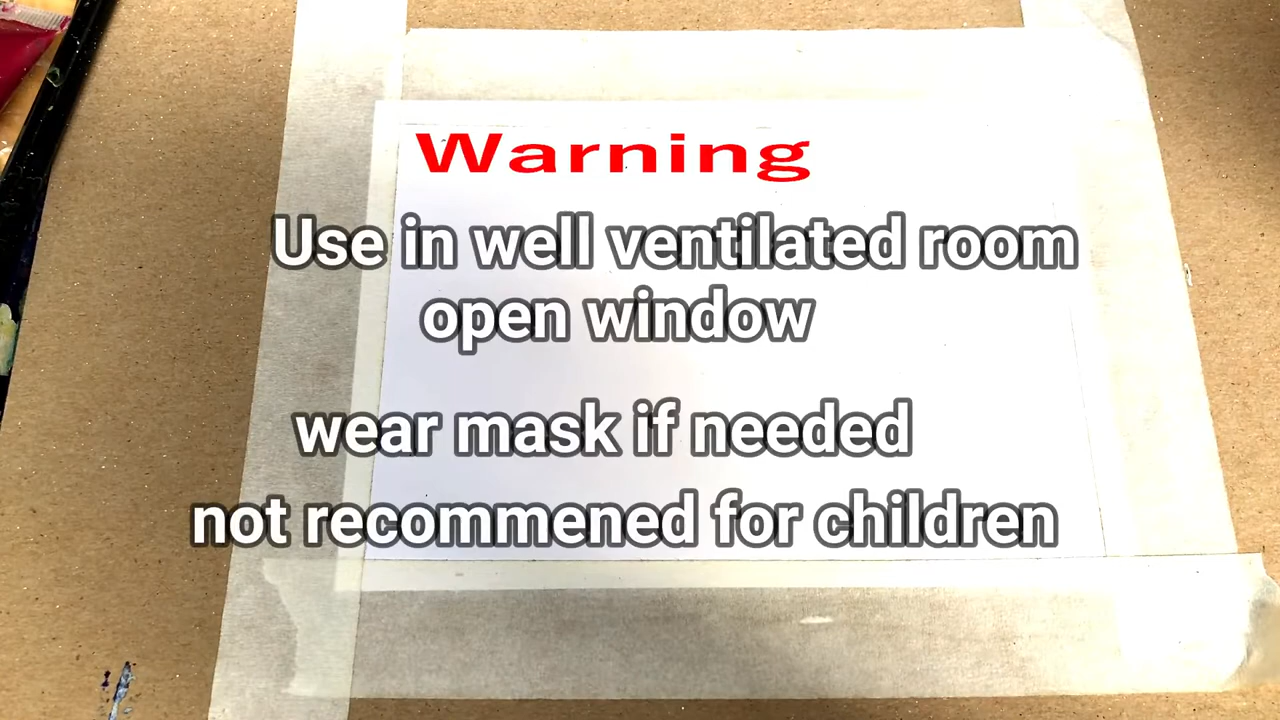 Warning
Use in well ventilated room
open window
wear mask if needed
not recommened for children